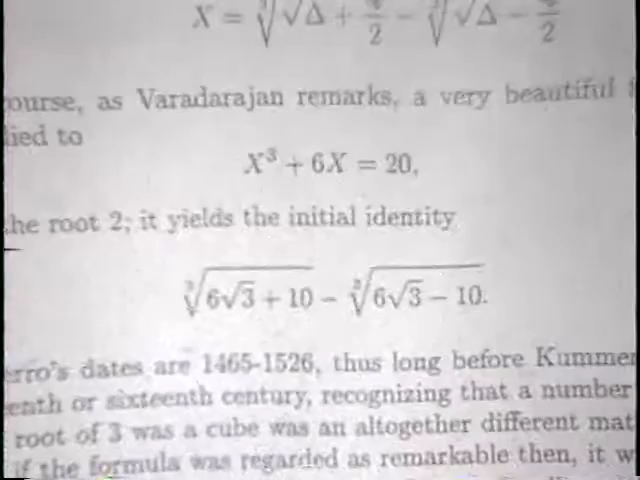 X = ∛√Δ + 2 − ∛√Δ − 2
ourse, as Varadarajan remarks, a very beautiful
lied to
X³ + 6X = 20,
he root 2; it yields the initial identity
∛6√3 + 10 − ∛6√3 − 10.
erro's dates are 1465-1526, thus long before Kummer
enth or sixteenth century, recognizing that a number
root of 3 was a cube was an altogether different mat
if the formula was regarded as remarkable then, it w